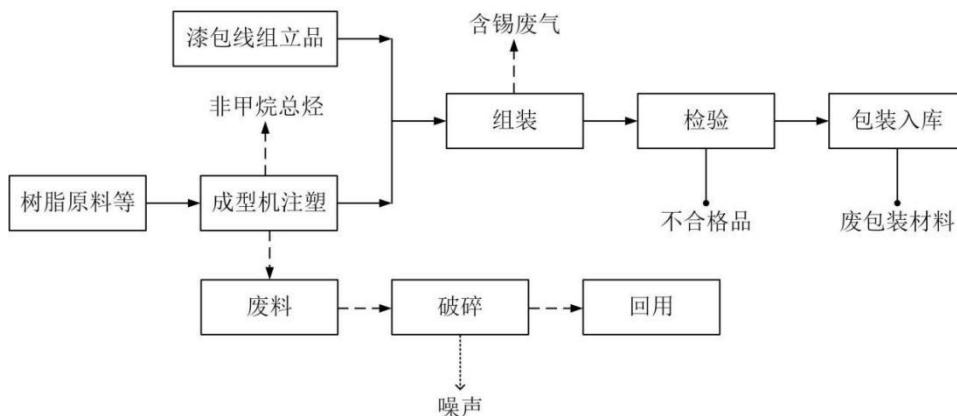 漆包线组立品
含锡废气
非甲烷总烃
组装
检验
包装入库
树脂原料等
成型机注塑
不合格品
废包装材料
废料
破碎
回用
噪声